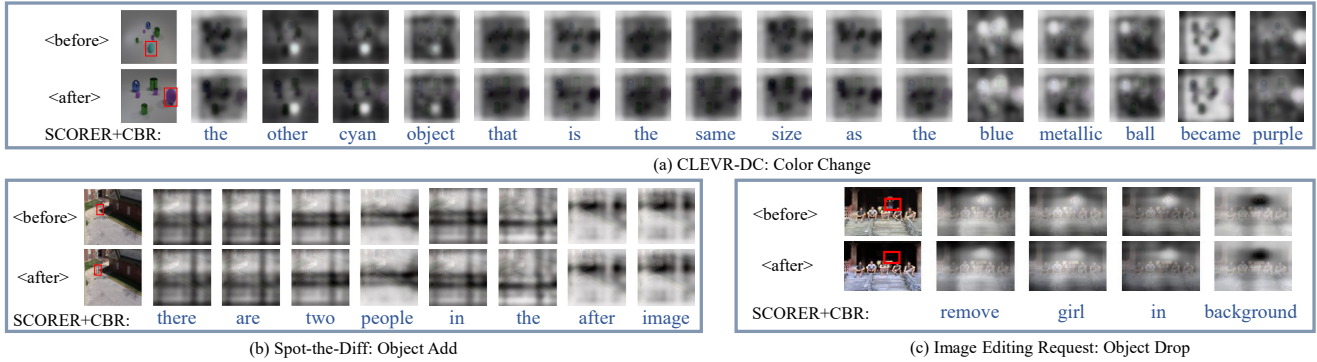 <before>
<after>
SCORER+CBR: the other cyan object that is the same size as the blue metallic ball became purple
(a) CLEVR-DC: Color Change
<before>
<after>
SCORER+CBR: there are two people in the after image
(b) Spot-the-Diff: Object Add
<before>
<after>
SCORER+CBR: remove girl in background
(c) Image Editing Request: Object Drop